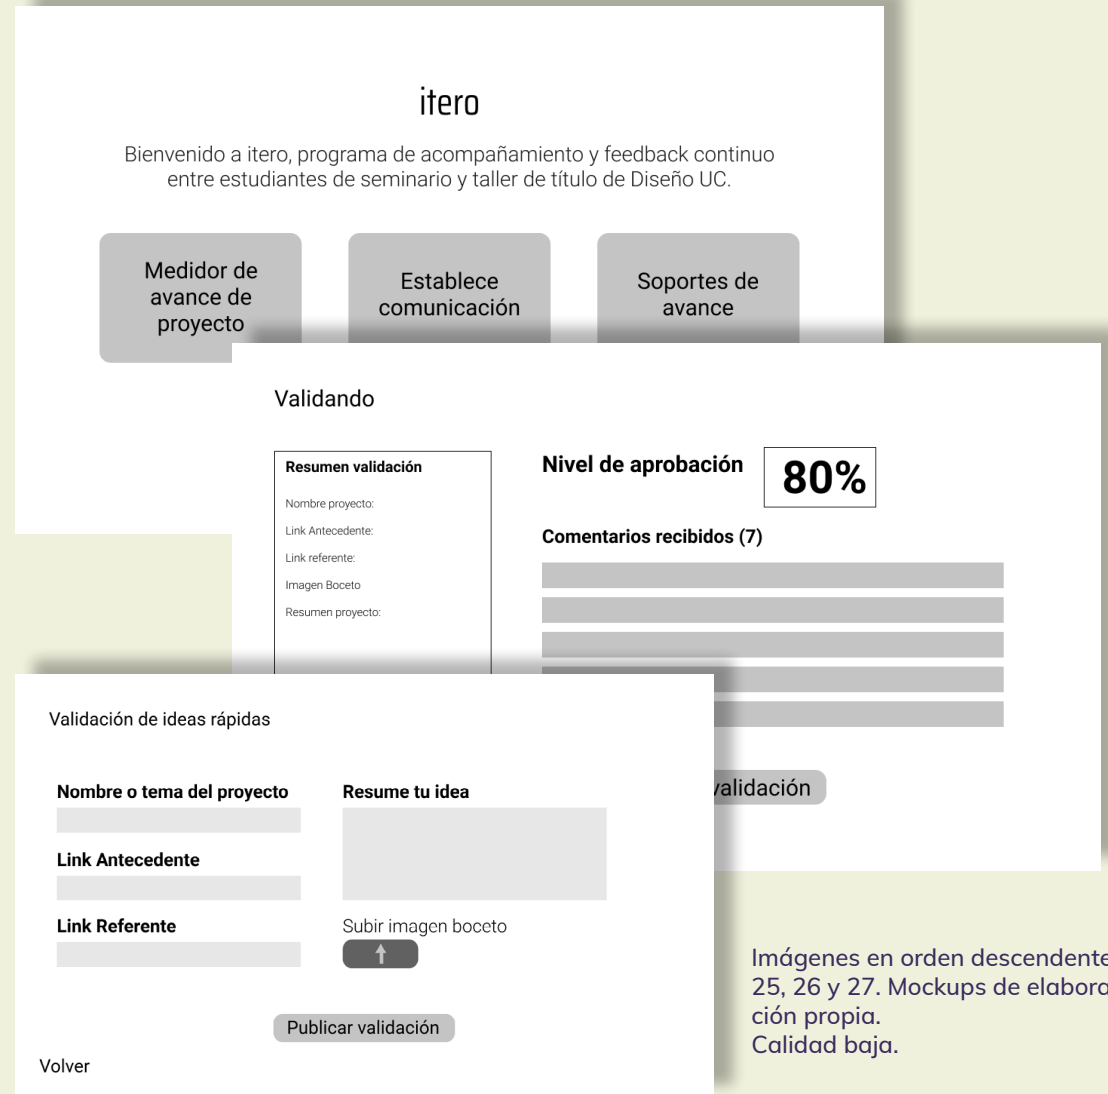 itero
Bienvenido a itero, programa de acompañamiento y feedback continuo
entre estudiantes de seminario y taller de título de Diseño UC.
Medidor de
avance de
proyecto
Establece
comunicación
Soportes de
avance
Validando
Resumen validación
Nombre proyecto:
Link Antecedente:
Link referente:
Imagen Boceto
Resumen proyecto:
Nivel de aprobación
80%
Comentarios recibidos (7)
validación
Validación de ideas rápidas
Nombre o tema del proyecto
Link Antecedente
Link Referente
Resume tu idea
Subir imagen boceto
Publicar validación
Volver
Imágenes en orden descendente
25, 26 y 27. Mockups de elabora
ción propia.
Calidad baja.